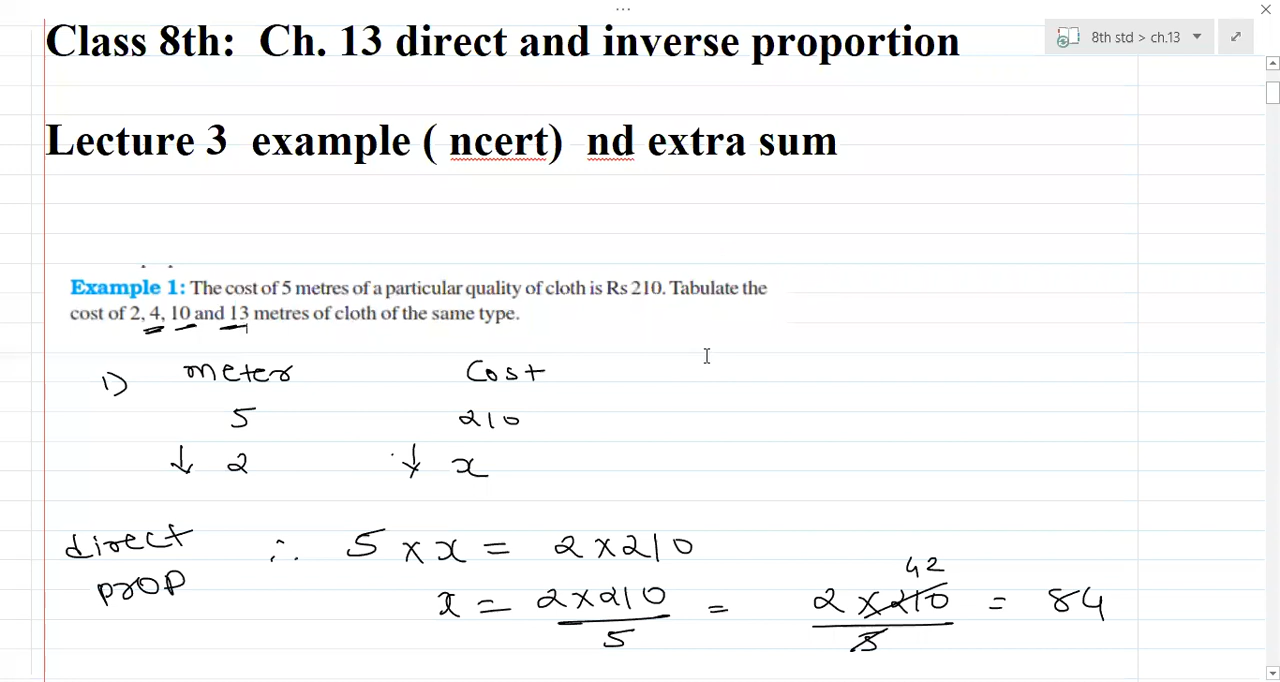 ...
Class 8th: Ch. 13 direct and inverse proportion
8th std > ch.13
Lecture 3 example ( ncert) nd extra sum
Example 1: The cost of 5 metres of a particular quality of cloth is Rs 210. Tabulate the
cost of 2, 4, 10 and 13 metres of cloth of the same type.
1) meter cost
5 210
↓ 2 ↓ x
direct
prop
∴ 5 × x = 2 × 210
x = 2 × 210 / 5 = 2 × 210 / 5 = 84
42